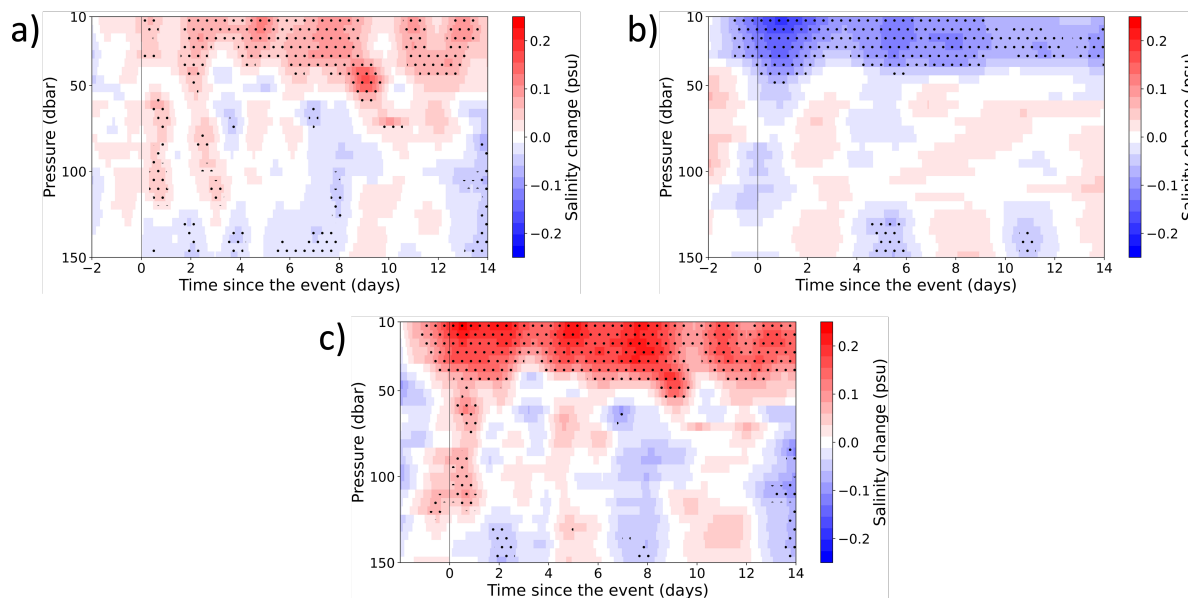 a)
10
50
100
150
Pressure (dbar)
−2 0 2 4 6 8 10 12 14
Time since the event (days)
0.2
0.1
0.0
−0.1
−0.2
Salinity change (psu)
b)
10
50
100
150
Pressure (dbar)
−2 0 2 4 6 8 10 12 14
Time since the event (days)
0.2
0.1
0.0
−0.1
−0.2
Salinity change (psu)
c)
10
50
100
150
Pressure (dbar)
0 2 4 6 8 10 12 14
Time since the event (days)
0.2
0.1
0.0
−0.1
−0.2
Salinity change (psu)